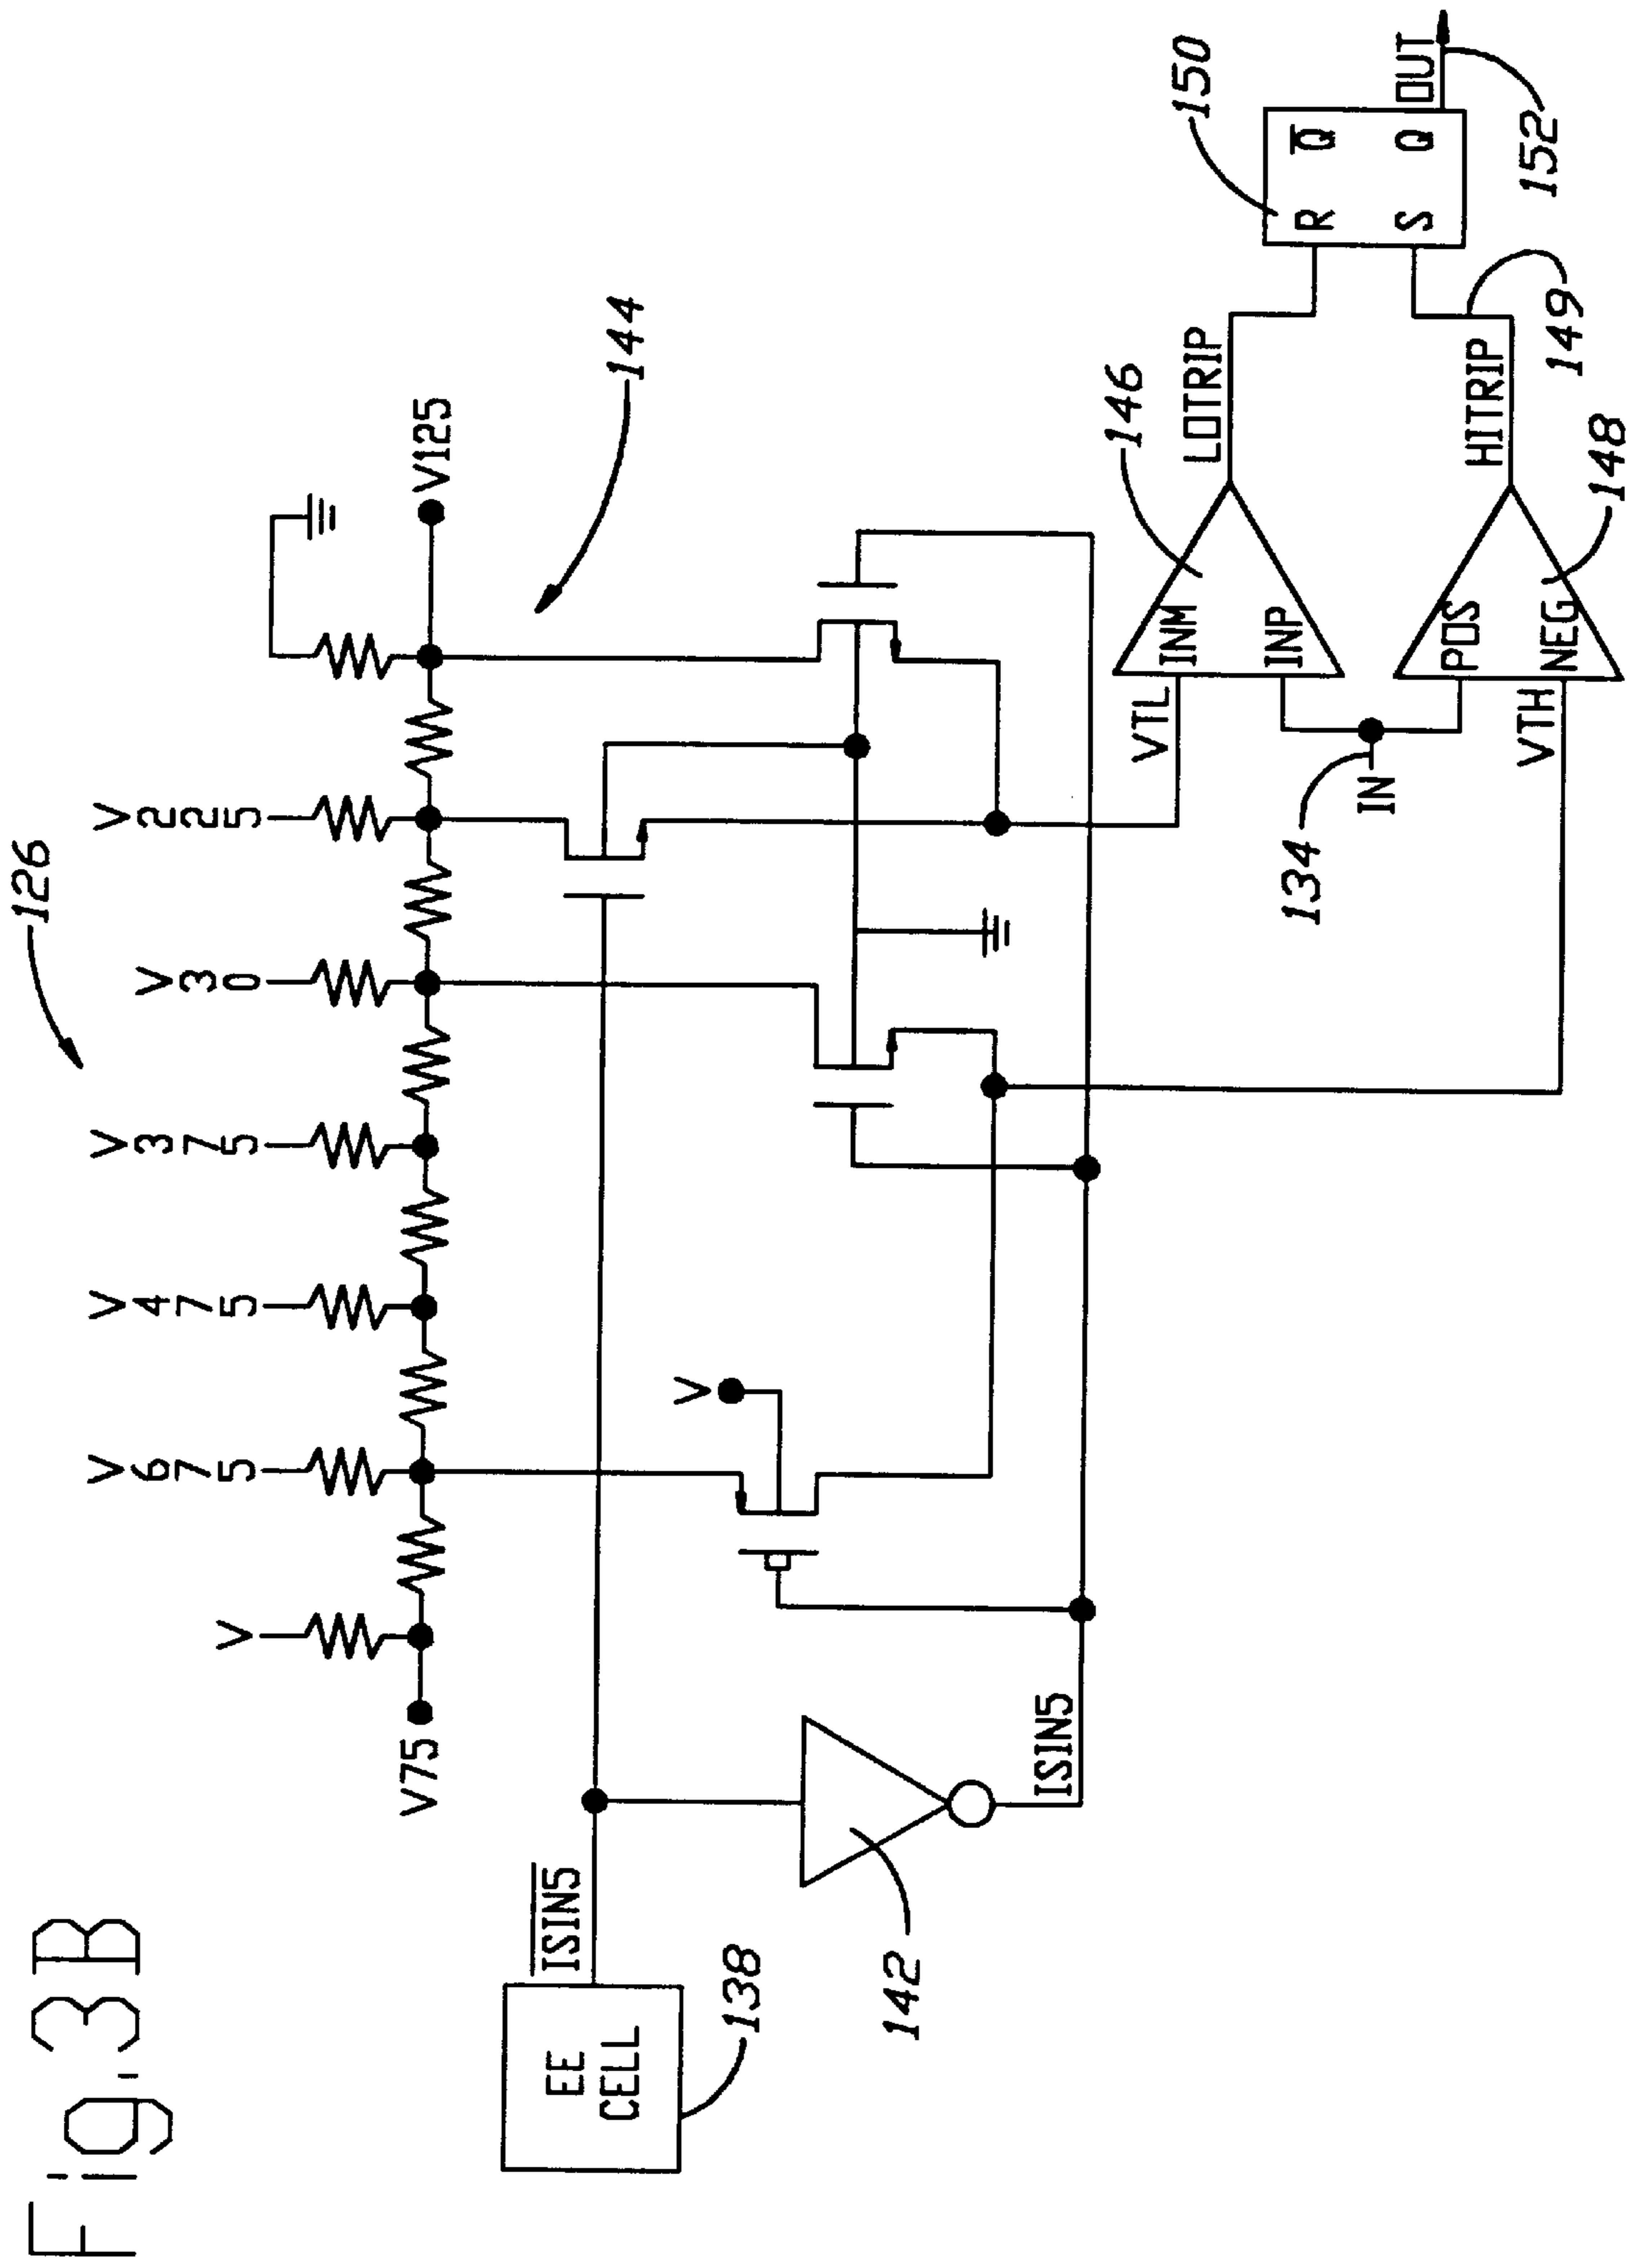 Fig. 3B
126
V
V675
V475
V375
V30
V225
V75
V125
144
EE
CELL
138
ISIN5
142
ISIN5
V
VTL
INM
INP
146
LOTRIP
134
IN
VTH
POS
NEG
148
HITRIP
149
150
R
Q
S
Q
OUT
152